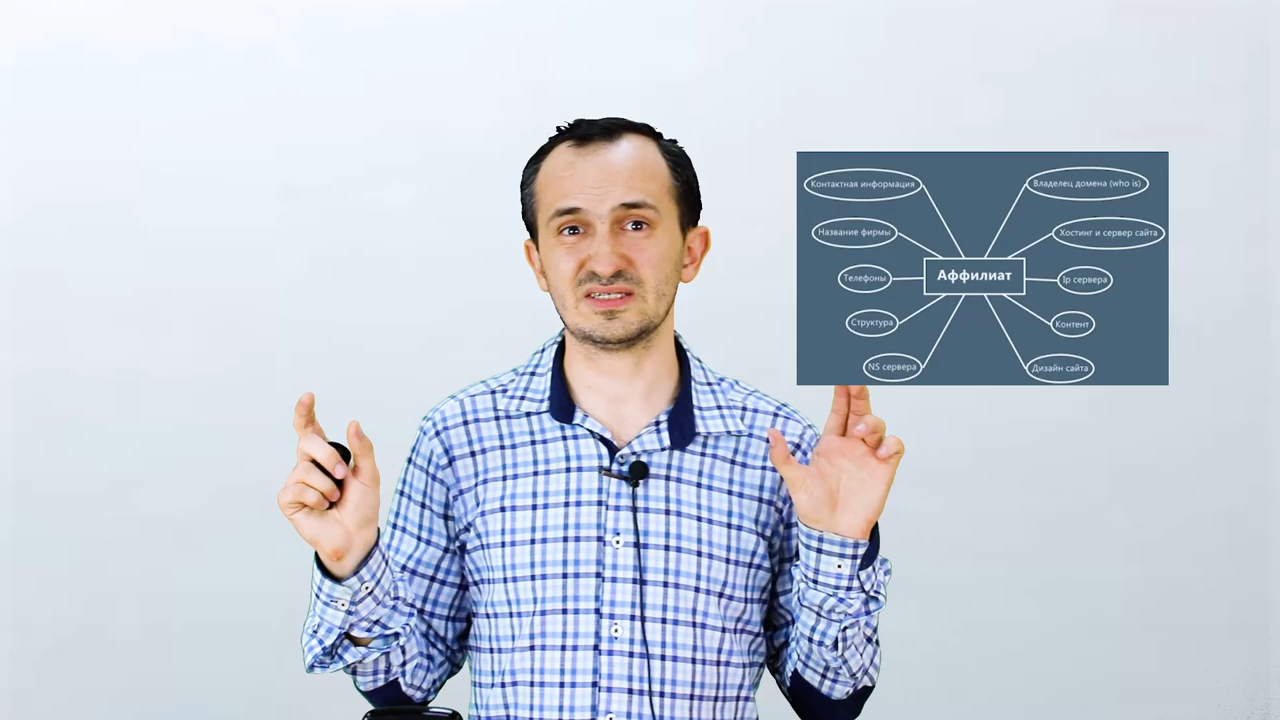 Контактная информация
Название фирмы
Телефоны
Структура
NS сервера
Аффилиат
Владелец домена (who is)
Хостинг и сервер сайта
Ip сервера
Контент
Дизайн сайта